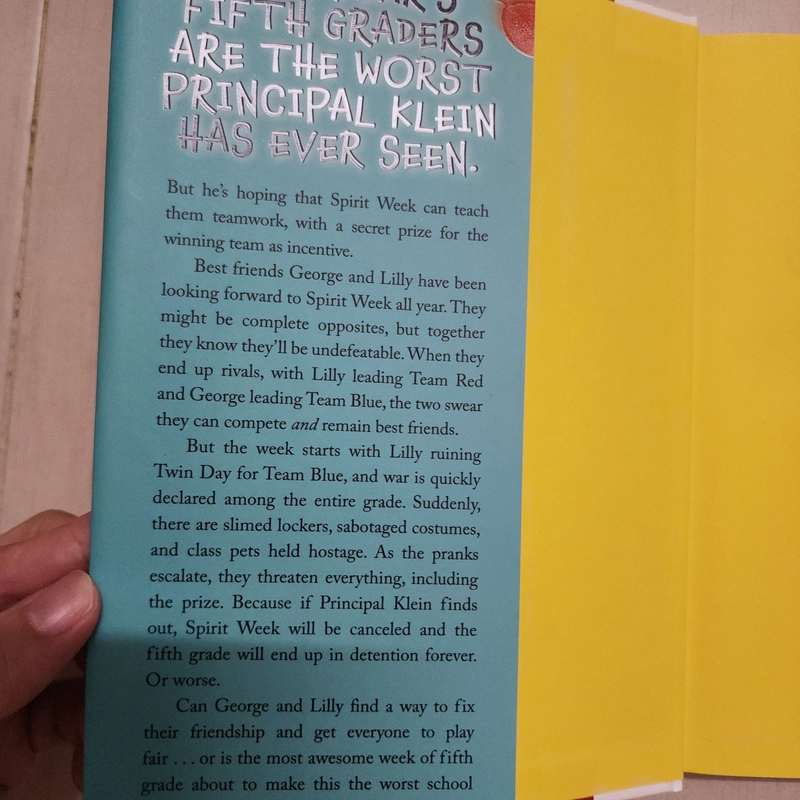 FIFTH GRADERS
ARE THE WORST
PRINCIPAL KLEIN
HAS EVER SEEN.
But he's hoping that Spirit Week can teach
them teamwork, with a secret prize for the
winning team as incentive.
Best friends George and Lilly have been
looking forward to Spirit Week all year. They
might be complete opposites, but together
they know they'll be undefeatable. When they
end up rivals, with Lilly leading Team Red
and George leading Team Blue, the two swear
they can compete and remain best friends.
But the week starts with Lilly ruining
Twin Day for Team Blue, and war is quickly
declared among the entire grade. Suddenly,
there are slimed lockers, sabotaged costumes,
and class pets held hostage. As the pranks
escalate, they threaten everything, including
the prize. Because if Principal Klein finds
out, Spirit Week will be canceled and the
fifth grade will end up in detention forever.
Or worse.
Can George and Lilly find a way to fix
their friendship and get everyone to play
fair . . . or is the most awesome week of fifth
grade about to make this the worst school